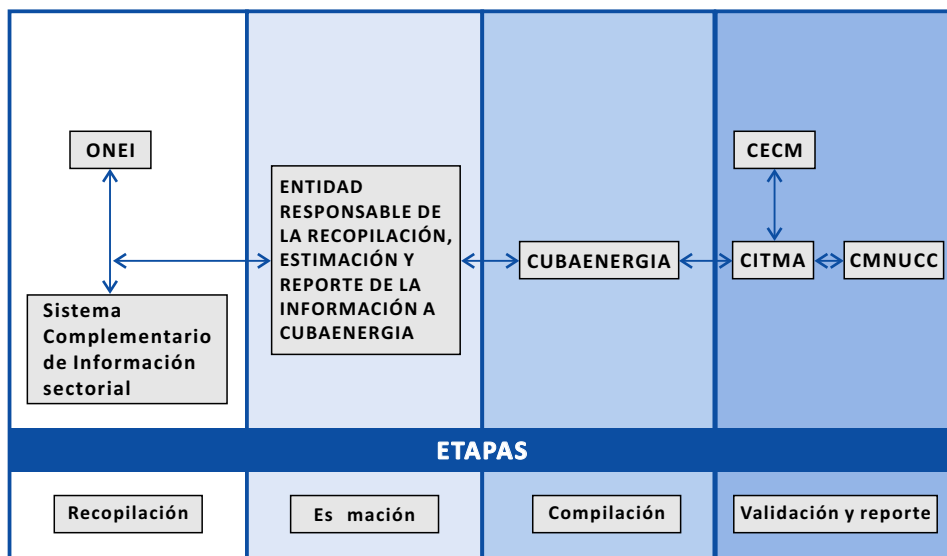 ONEI
Sistema
Complementario
de Información
sectorial
ENTIDAD
RESPONSABLE DE
LA RECOPILACIÓN,
ESTIMACIÓN Y
REPORTE DE LA
INFORMACIÓN A
CUBAENERGIA
CUBAENERGIA
CECM
CITMA
CMNUCC
ETAPAS
Recopilación
Es mación
Compilación
Validación y reporte